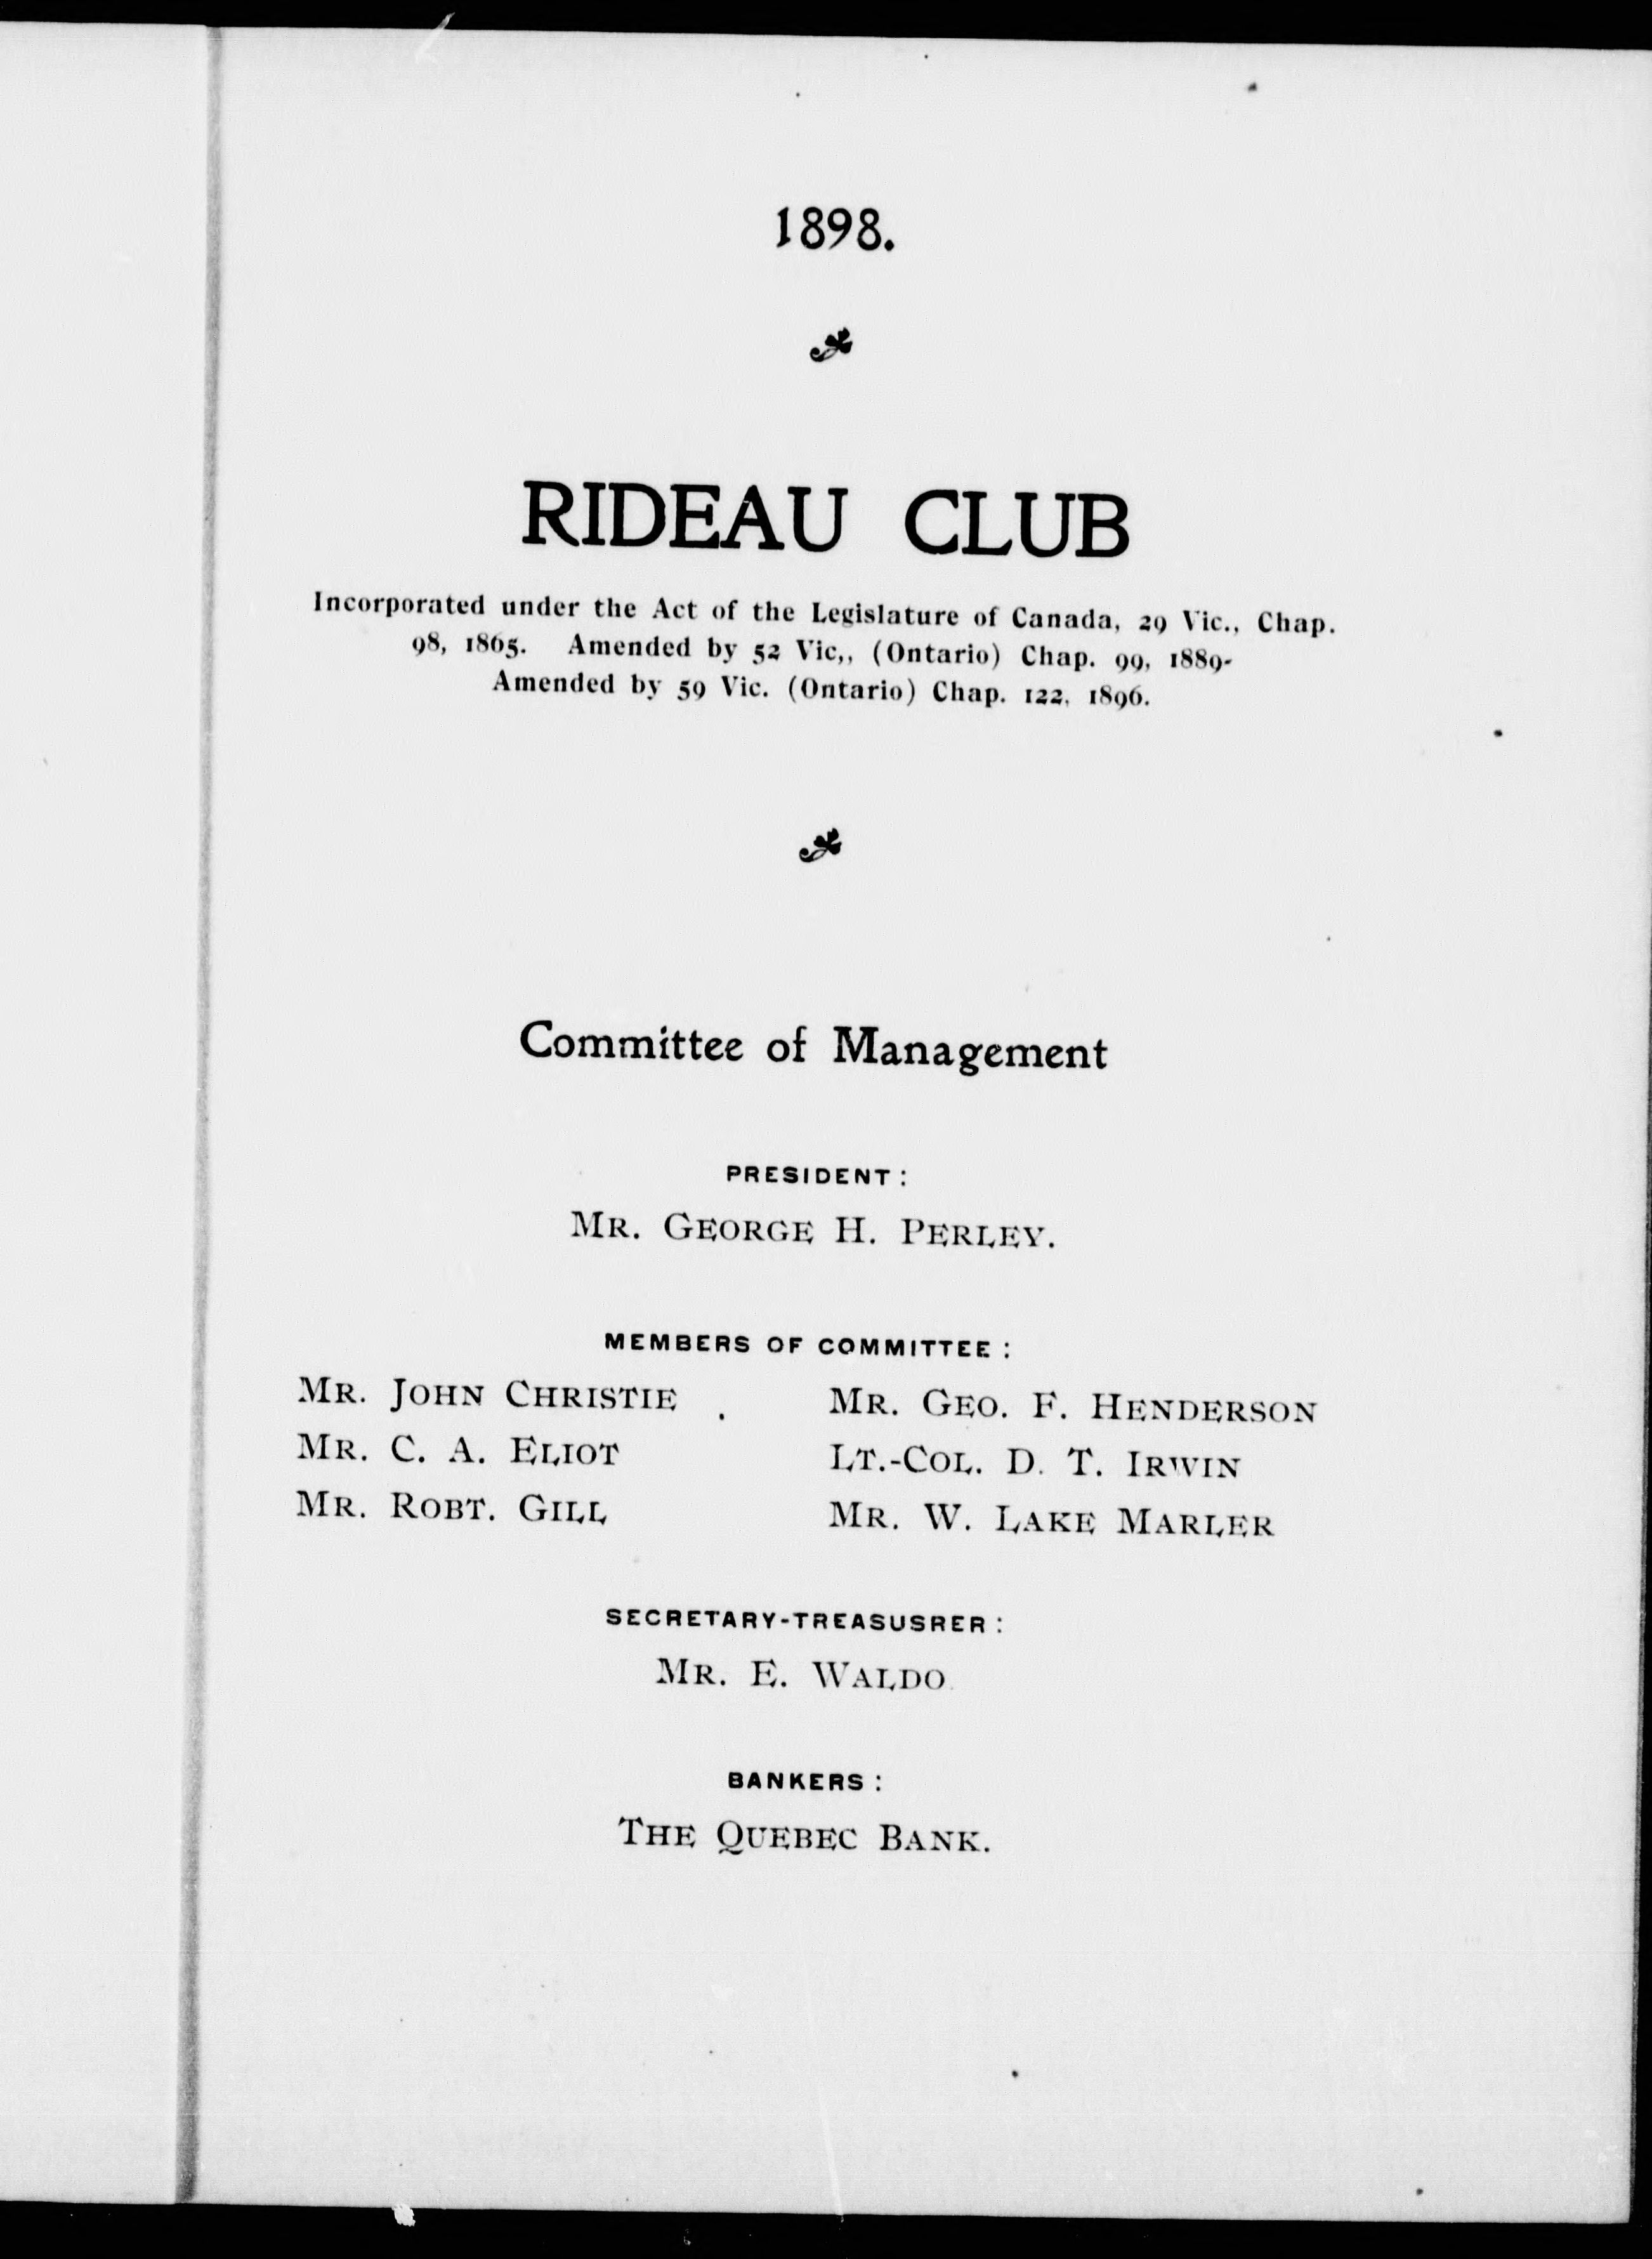 1898.
RIDEAU CLUB
Incorporated under the Act of the Legislature of Canada, 29 Vic., Chap.
98, 1865. Amended by 52 Vic,, (Ontario) Chap. 99, 1889-
Amended by 59 Vic. (Ontario) Chap. 122, 1896.
Committee of Management
PRESIDENT:
MR. GEORGE H. PERLEY.
MEMBERS OF COMMITTEE:
MR. JOHN CHRISTIE
MR. C. A. ELIOT
MR. ROBT. GILL
MR. GEO. F. HENDERSON
LT.-COL. D. T. IRWIN
MR. W. LAKE MARLER
SECRETARY-TREASUSRER:
MR. E. WALDO
BANKERS:
THE QUEBEC BANK.